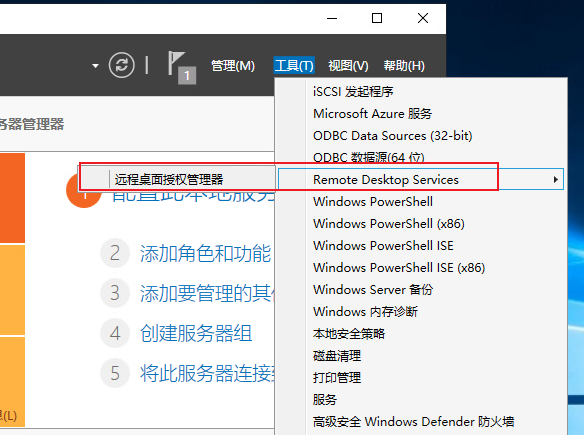 1
管理(M) 工具(T) 视图(V) 帮助(H)
务器管理器
iSCSI 发起程序
Microsoft Azure 服务
ODBC Data Sources (32-bit)
ODBC 数据源(64 位)
远程桌面授权管理器
Remote Desktop Services
1 配置此本地服务
Windows PowerShell
Windows PowerShell (x86)
2 添加角色和功能
Windows PowerShell ISE
Windows PowerShell ISE (x86)
3 添加要管理的其
Windows Server 备份
Windows 内存诊断
4 创建服务器组
本地安全策略
磁盘清理
5 将此服务器连接
打印管理
服务
息(L)
高级安全 Windows Defender 防火墙